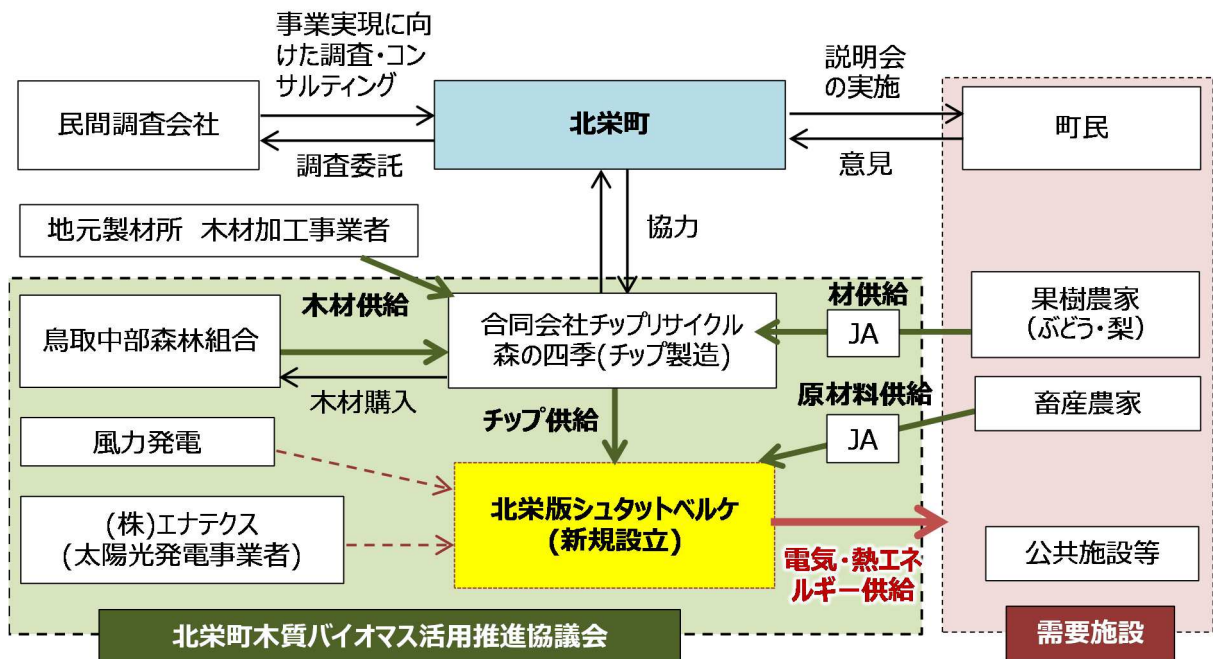 事業実現に向
けた調査・コン
サルティング
説明会
の実施
民間調査会社
北栄町
町民
調査委託
意見
地元製材所 木材加工事業者
協力
木材供給
材供給
鳥取中部森林組合
合同会社チップリサイクル
森の四季(チップ製造)
JA
果樹農家
(ぶどう・梨)
木材購入
チップ供給
原材料供給
畜産農家
JA
風力発電
北栄版シュタットベルケ
(新規設立)
(株)エナテクス
(太陽光発電事業者)
電気・熱エネ
ルギー供給
公共施設等
北栄町木質バイオマス活用推進協議会
需要施設